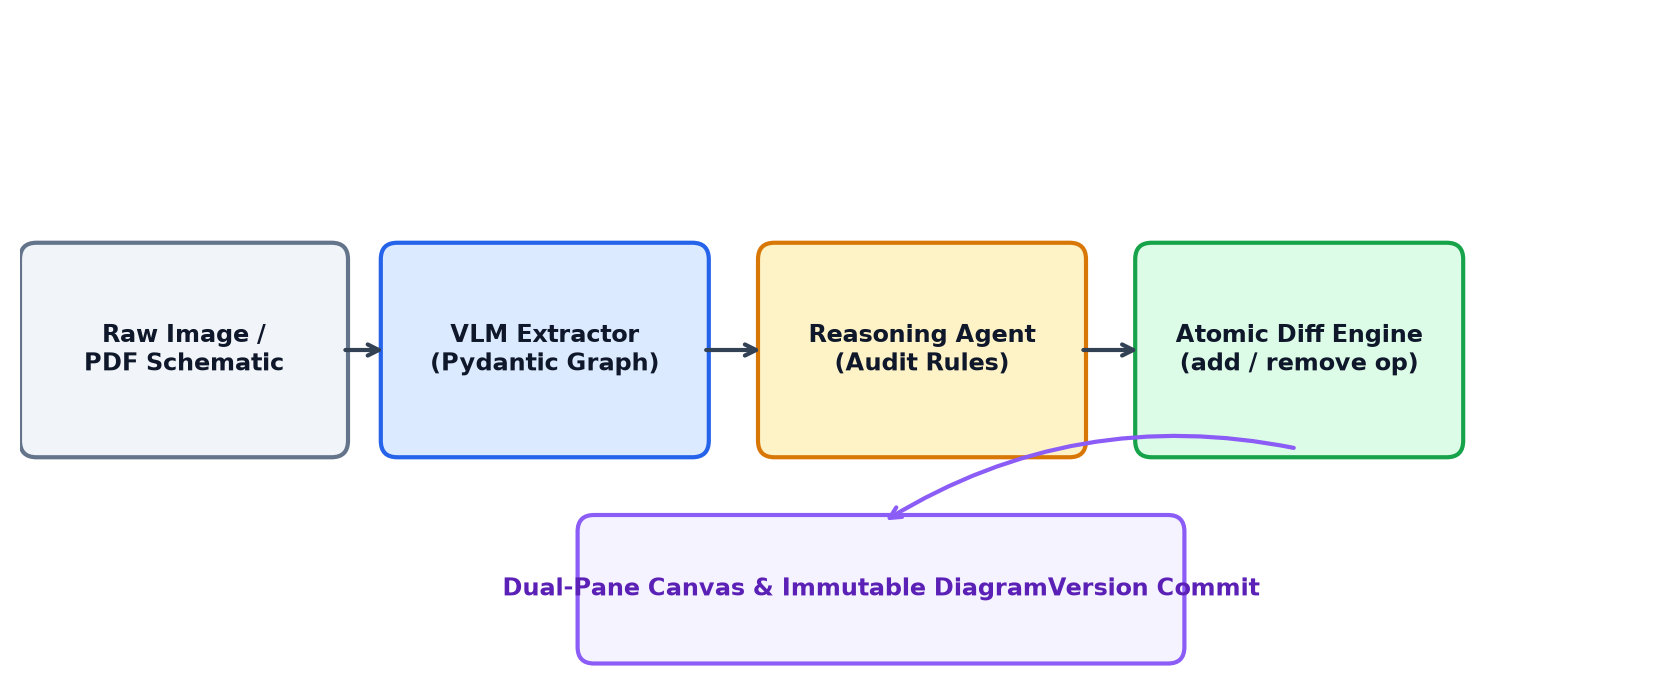 Raw Image /
PDF Schematic
VLM Extractor
(Pydantic Graph)
Reasoning Agent
(Audit Rules)
Atomic Diff Engine
(add / remove op)
Dual-Pane Canvas & Immutable DiagramVersion Commit